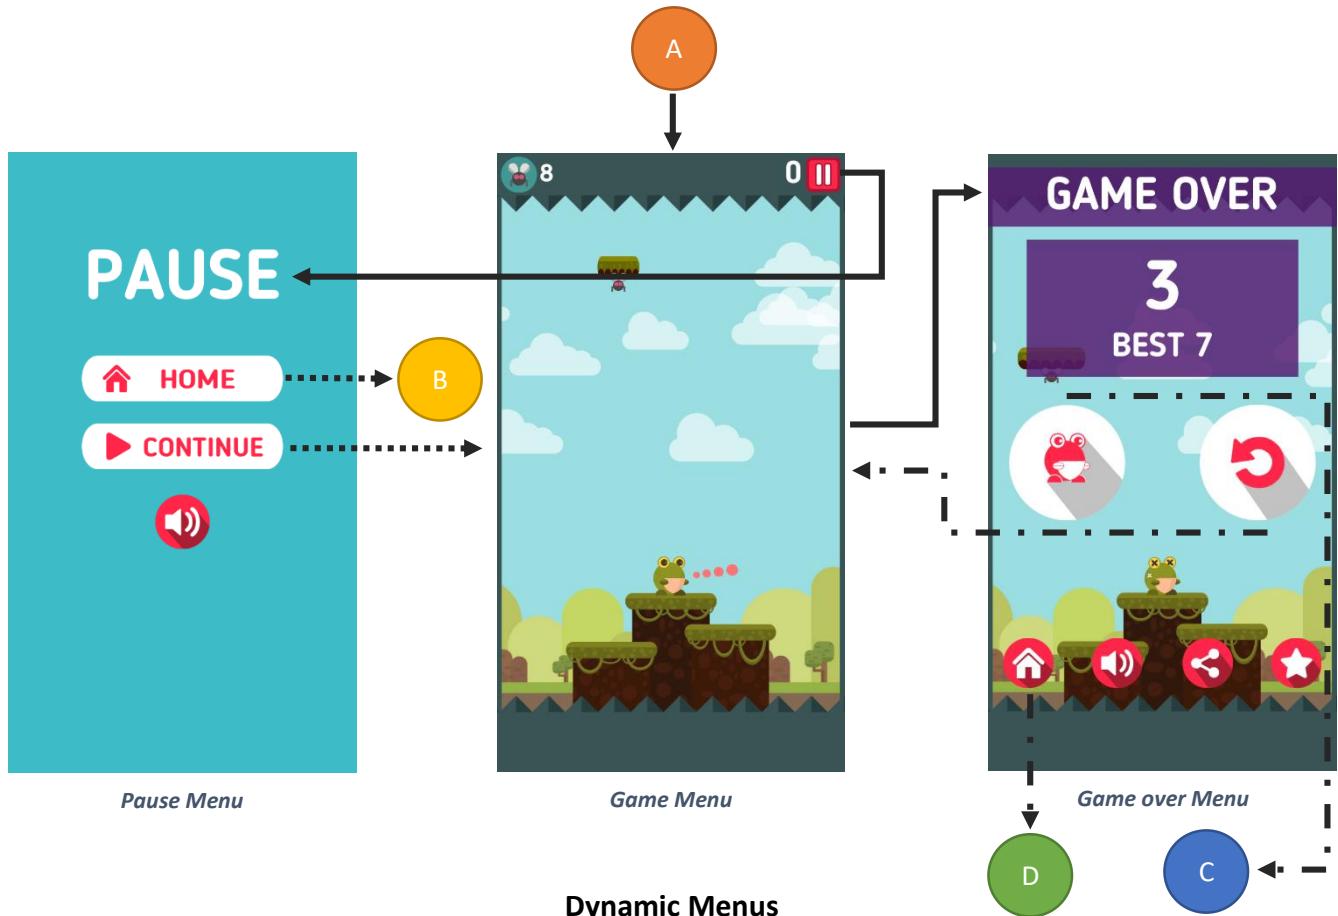 A
8
0
GAME OVER
3
BEST 7
PAUSE
HOME
B
CONTINUE
Pause Menu
Game Menu
Game over Menu
D
C
Dynamic Menus